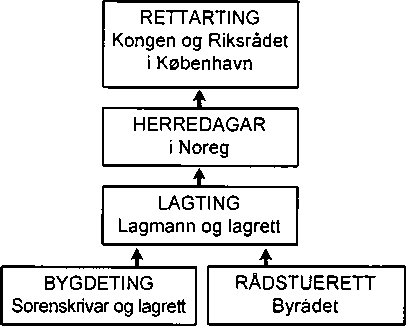 RETTARTING
Kongen og Riksrådet
i København
HERREDAGAR
i Noreg
LAGTING
Lagmann og lagrett
BYGDETING
Sorenskrivar og lagrett
RÅDSTUERETT
Byrådet